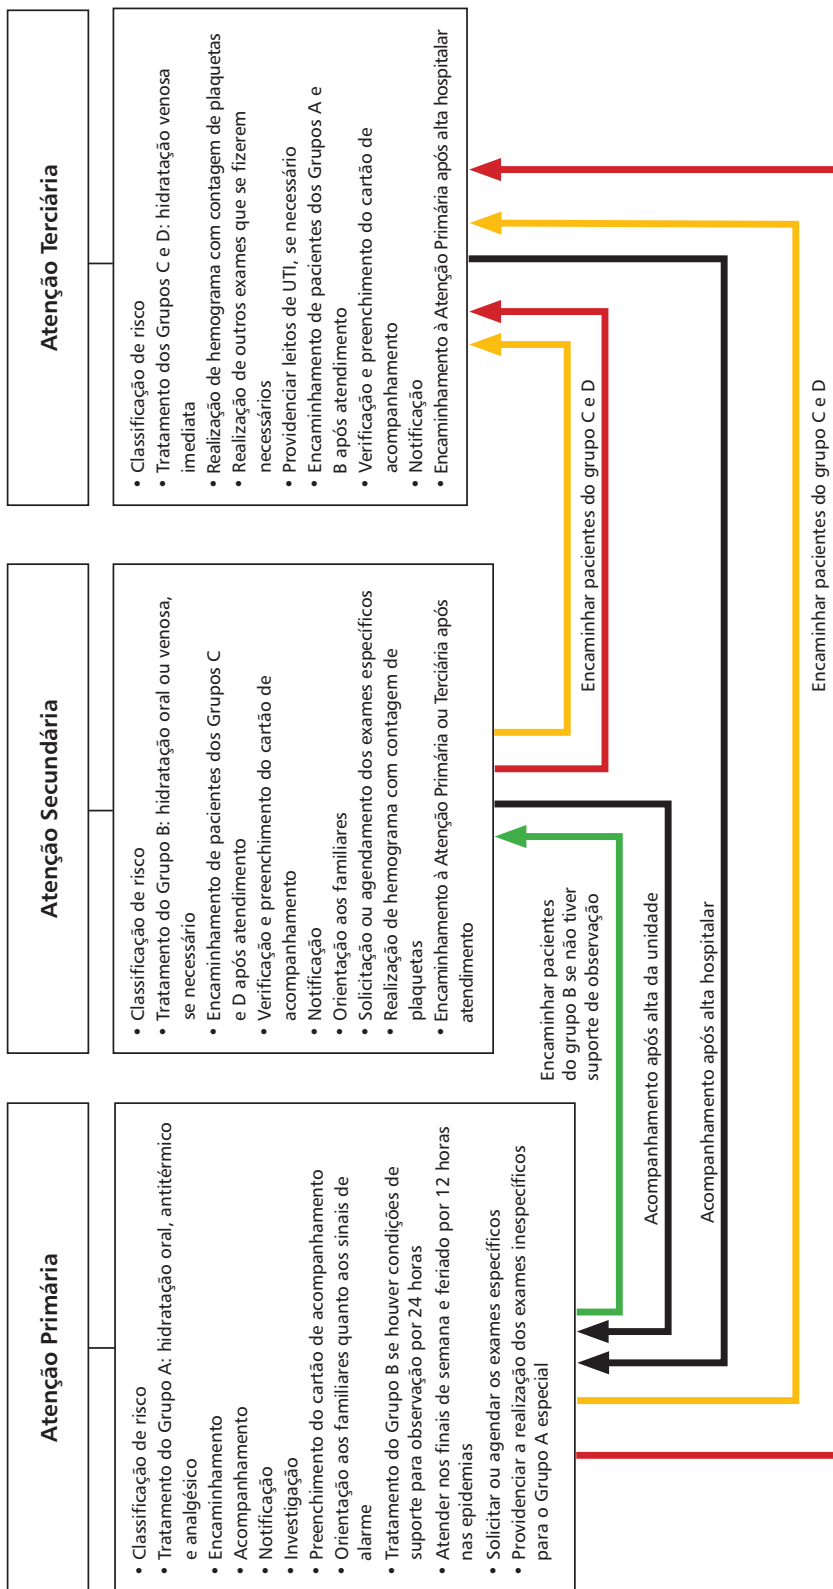 Atenção Primária
• Classificação de risco
• Tratamento do Grupo A: hidratação oral, antitérmico
e analgésico
• Encaminhamento
• Acompanhamento
• Notificação
• Investigação
• Preenchimento do cartão de acompanhamento
• Orientação aos familiares quanto aos sinais de
alarme
• Tratamento do Grupo B se houver condições de
suporte para observação por 24 horas
• Atender nos finais de semana e feriado por 12 horas
nas epidemias
• Solicitar ou agendar os exames específicos
• Providenciar a realização dos exames inespecíficos
para o Grupo A especial
Atenção Secundária
• Classificação de risco
• Tratamento do Grupo B: hidratação oral ou venosa,
se necessário
• Encaminhamento de pacientes dos Grupos C
e D após atendimento
• Verificação e preenchimento do cartão de
acompanhamento
• Notificação
• Orientação aos familiares
• Solicitação ou agendamento dos exames específicos
• Realização de hemograma com contagem de
plaquetas
• Encaminhamento à Atenção Primária ou Terciária após
atendimento
Atenção Terciária
• Classificação de risco
• Tratamento dos Grupos C e D: hidratação venosa
imediata
• Realização de hemograma com contagem de plaquetas
• Realização de outros exames que se fizerem
necessários
• Providenciar leitos de UTI, se necessário
• Encaminhamento de pacientes dos Grupos A e
B após atendimento
• Verificação e preenchimento do cartão de
acompanhamento
• Notificação
• Encaminhamento à Atenção Primária após alta hospitalar
Encaminhar pacientes
do grupo B se não tiver
suporte de observação
Encaminhar pacientes do grupo C e D
Acompanhamento após alta da unidade
Acompanhamento após alta hospitalar
Encaminhar pacientes do grupo C e D